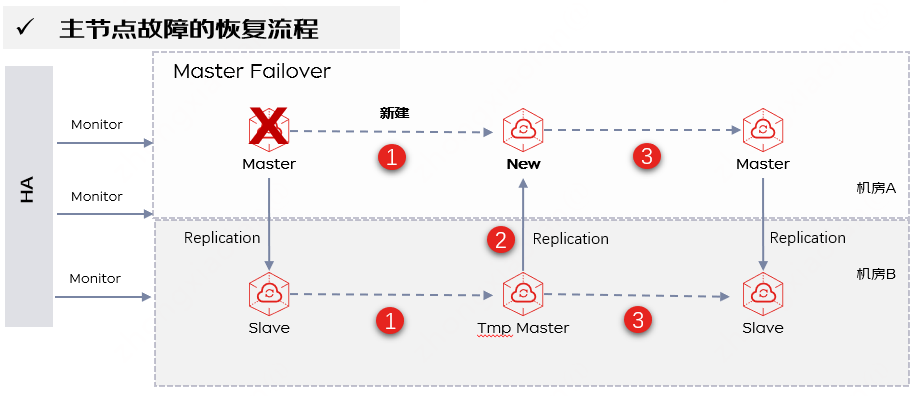 ✓ 主节点故障的恢复流程
Master Failover
HA
Monitor
Monitor
Monitor
新建
1
3
Master
New
Master
机房A
Replication
2
Replication
Replication
机房B
1
3
Slave
Tmp Master
Slave